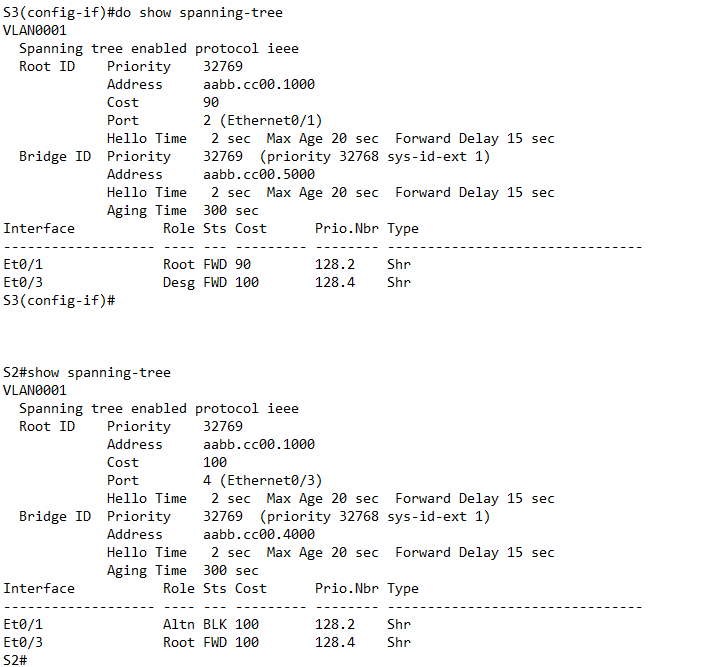 S3(config-if)#do show spanning-tree
VLAN0001
  Spanning tree enabled protocol ieee
  Root ID    Priority    32769
             Address     aabb.cc00.1000
             Cost        90
             Port        2 (Ethernet0/1)
             Hello Time   2 sec  Max Age 20 sec  Forward Delay 15 sec
  Bridge ID  Priority    32769  (priority 32768 sys-id-ext 1)
             Address     aabb.cc00.5000
             Hello Time   2 sec  Max Age 20 sec  Forward Delay 15 sec
             Aging Time  300 sec
Interface           Role Sts Cost      Prio.Nbr Type
------------------- ---- --- --------- -------- --------------------------------
Et0/1               Root FWD 90        128.2    Shr
Et0/3               Desg FWD 100       128.4    Shr
S3(config-if)#
S2#show spanning-tree
VLAN0001
  Spanning tree enabled protocol ieee
  Root ID    Priority    32769
             Address     aabb.cc00.1000
             Cost        100
             Port        4 (Ethernet0/3)
             Hello Time   2 sec  Max Age 20 sec  Forward Delay 15 sec
  Bridge ID  Priority    32769  (priority 32768 sys-id-ext 1)
             Address     aabb.cc00.4000
             Hello Time   2 sec  Max Age 20 sec  Forward Delay 15 sec
             Aging Time  300 sec
Interface           Role Sts Cost      Prio.Nbr Type
------------------- ---- --- --------- -------- --------------------------------
Et0/1               Altn BLK 100       128.2    Shr
Et0/3               Root FWD 100       128.4    Shr
S2#